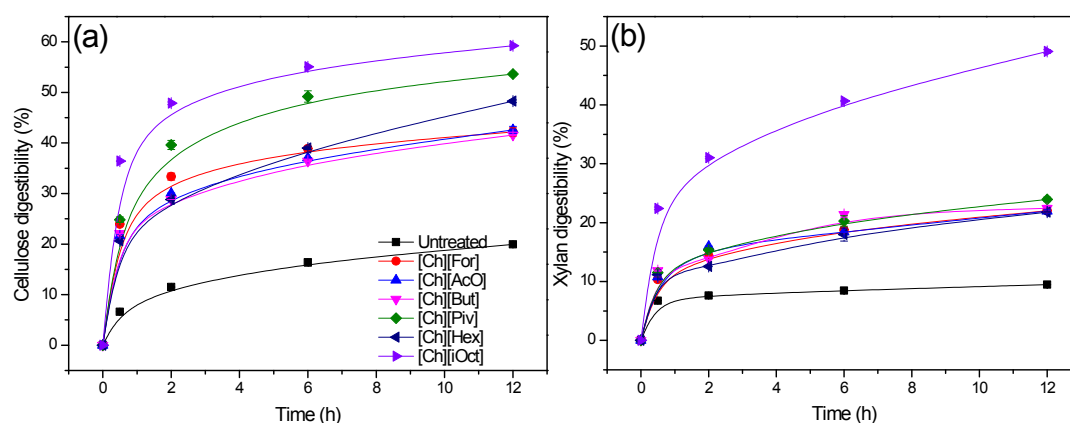 (a)
Cellulose digestibility (%)
60
50
40
30
20
10
0
Untreated
[Ch][For]
[Ch][AcO]
[Ch][But]
[Ch][Piv]
[Ch][Hex]
[Ch][iOct]
0 2 4 6 8 10 12
Time (h)
(b)
Xylan digestibility (%)
50
40
30
20
10
0
0 2 4 6 8 10 12
Time (h)